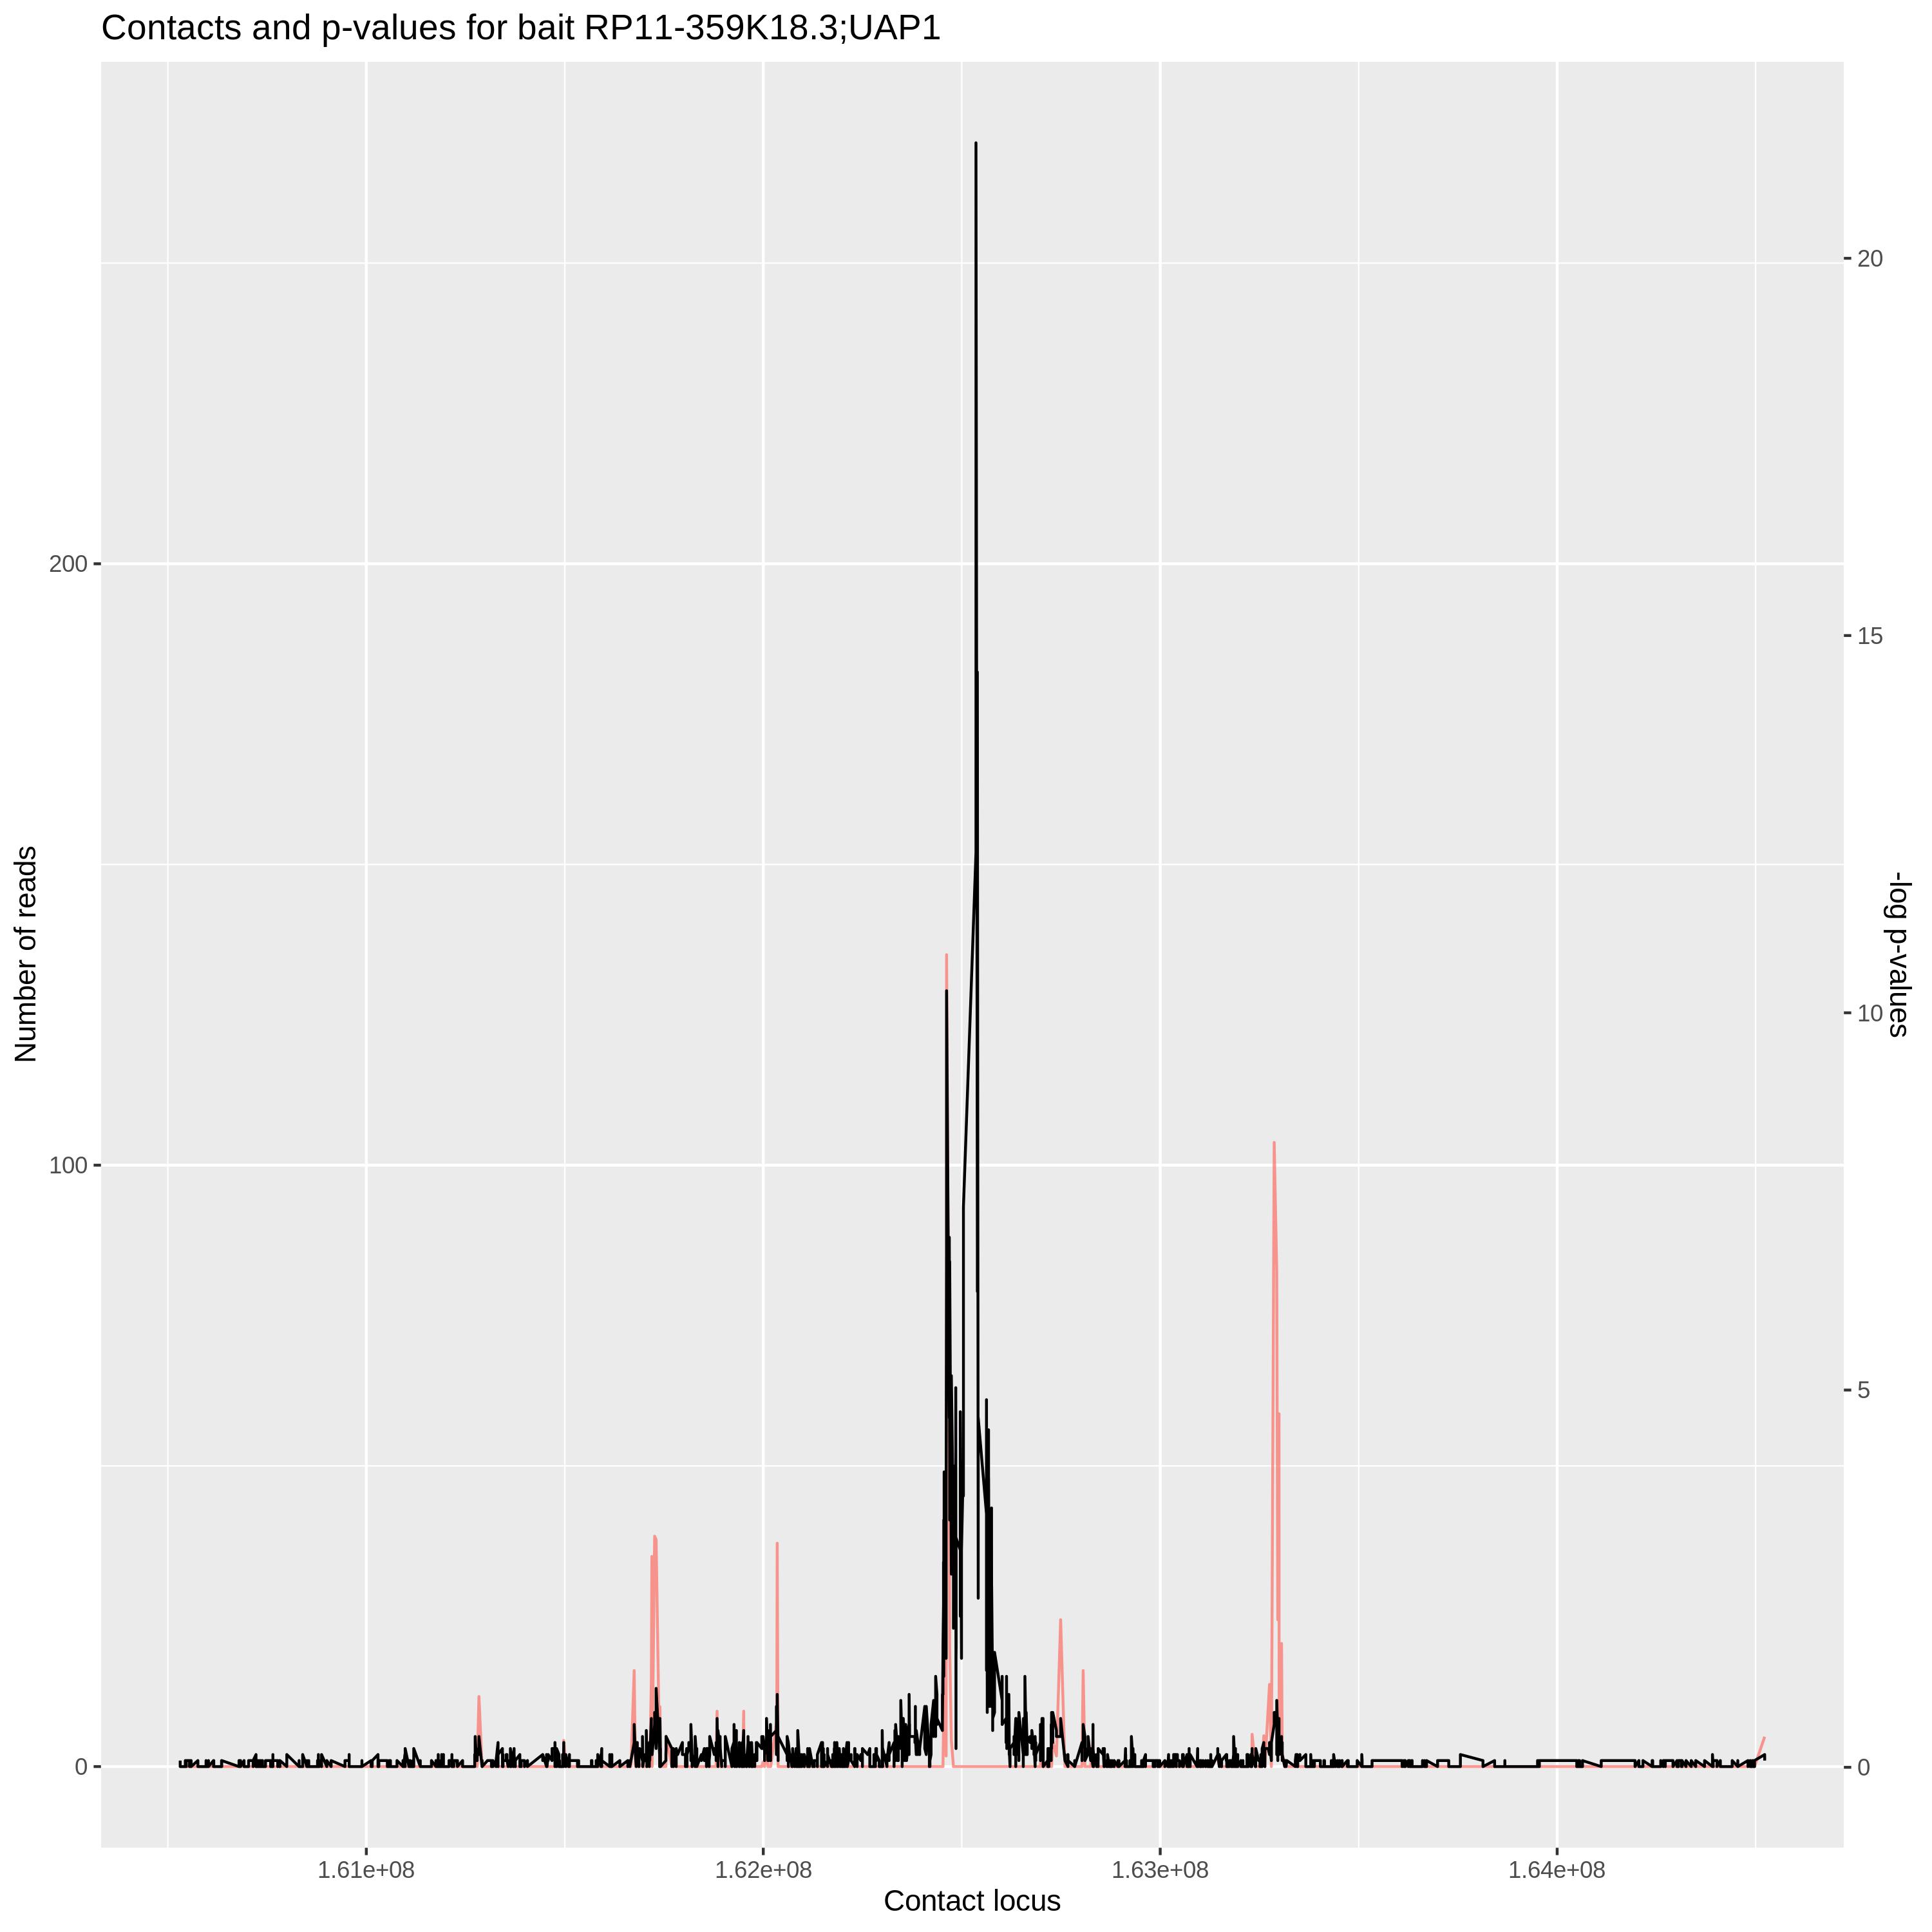 Contacts and p-values for bait RP11-359K18.3;UAP1
Number of reads
200
100
0
20
15
10
5
0
-log p-values
1.61e+08
1.62e+08
1.63e+08
1.64e+08
Contact locus